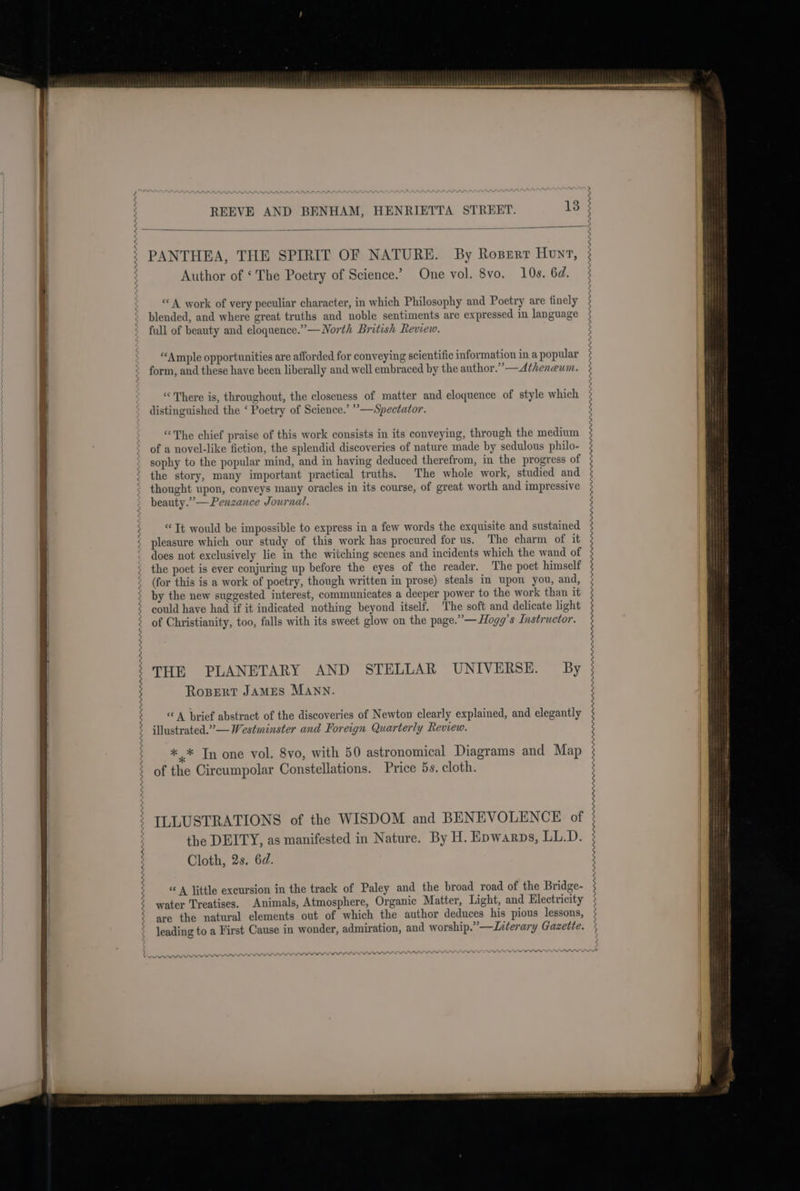 REEVE AND BENHAM, HENRIETTA STREET. 13
PANTHEA, THE SPIRIT OF NATURE. By Robert Hunt,
Author of ‘The Poetry of Science.’ One vol. 8vo. 10s. 6d.
“A work of very peculiar character, in which Philosophy and Poetry are finely
blended, and where great truths and noble sentiments are expressed in language
full of beauty and eloquence.”—North British Review.
“Ample opportunities are afforded for conveying scientific information in a popular
form, and these have been liberally and well embraced by the author.”—Athenæum.
“There is, throughout, the closeness of matter and eloquence of style which
distinguished the ‘Poetry of Science.’”—Spectator.
“The chief praise of this work consists in its conveying, through the medium
of a novel-like fiction, the splendid discoveries of nature made by sedulous philo-
sophy to the popular mind, and in having deduced therefrom, in the progress of
the story, many important practical truths. The whole work, studied and
thought upon, conveys many oracles in its course, of great worth and impressive
beauty.”—Penzance Journal.
“It would be impossible to express in a few words the exquisite and sustained
pleasure which our study of this work has procured for us. The charm of it
does not exclusively lie in the witching scenes and incidents which the wand of
the poet is ever conjuring up before the eyes of the reader. The poet himself
(for this is a work of poetry, though written in prose) steals in upon you, and,
by the new suggested interest, communicates a deeper power to the work than it
could have had if it indicated nothing beyond itself. The soft and delicate light
of Christianity, too, falls with its sweet glow on the page.”—Hogg’s Instructor.
THE PLANETARY AND STELLAR UNIVERSE. By
Robert James Mann.
“A brief abstract of the discoveries of Newton clearly explained, and elegantly
illustrated.”—Westminster and Foreign Quarterly Review.
*** In one vol. 8vo, with 50 astronomical Diagrams and Map
of the Circumpolar Constellations. Price 5s. cloth.
ILLUSTRATIONS of the WISDOM and BENEVOLENCE of
the DEITY, as manifested in Nature. By H. Edwards, LL.D.
Cloth, 2s. 6d.
“A little excursion in the track of Paley and the broad road of the Bridge-
water Treatises. Animals, Atmosphere, Organic Matter, Light, and Electricity
are the natural elements out of which the author deduces his pious lessons,
leading to a First Cause in wonder, admiration, and worship.”—Literary Gazette.